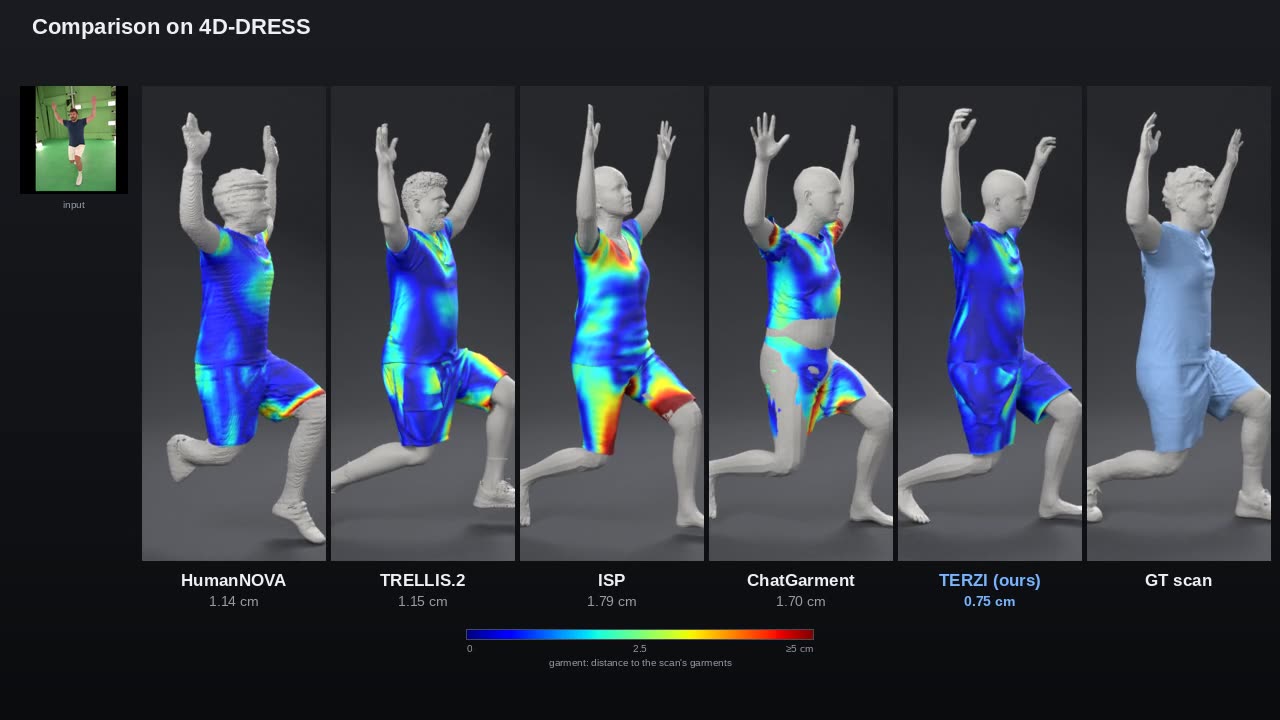 Comparison on 4D-DRESS
input
HumanNOVA
1.14 cm
TRELLIS.2
1.15 cm
ISP
1.79 cm
ChatGarment
1.70 cm
TERZI (ours)
0.75 cm
GT scan
0 2.5 ≥5 cm
garment: distance to the scan's garments